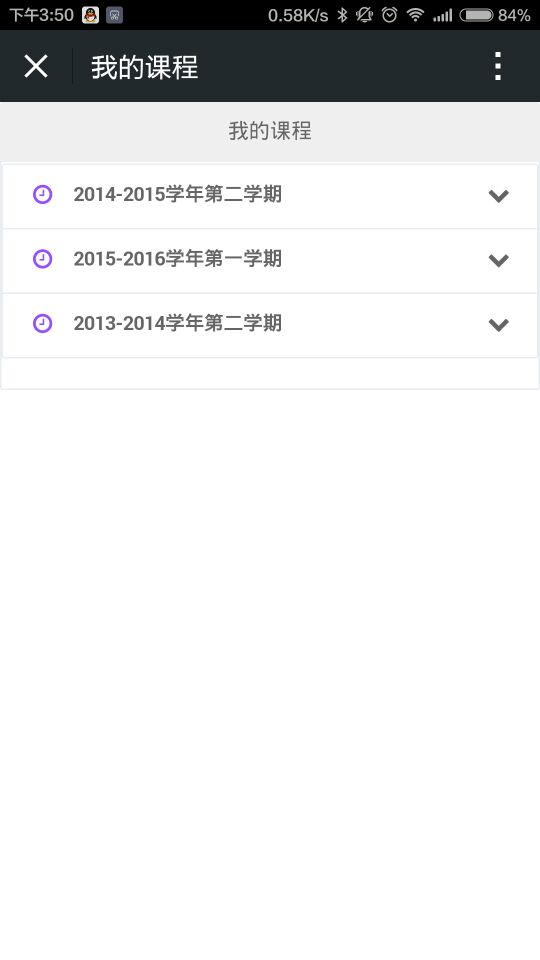 下午3:50 0.58K/s 84%
我的课程
我的课程
2014-2015学年第二学期
2015-2016学年第一学期
2013-2014学年第二学期